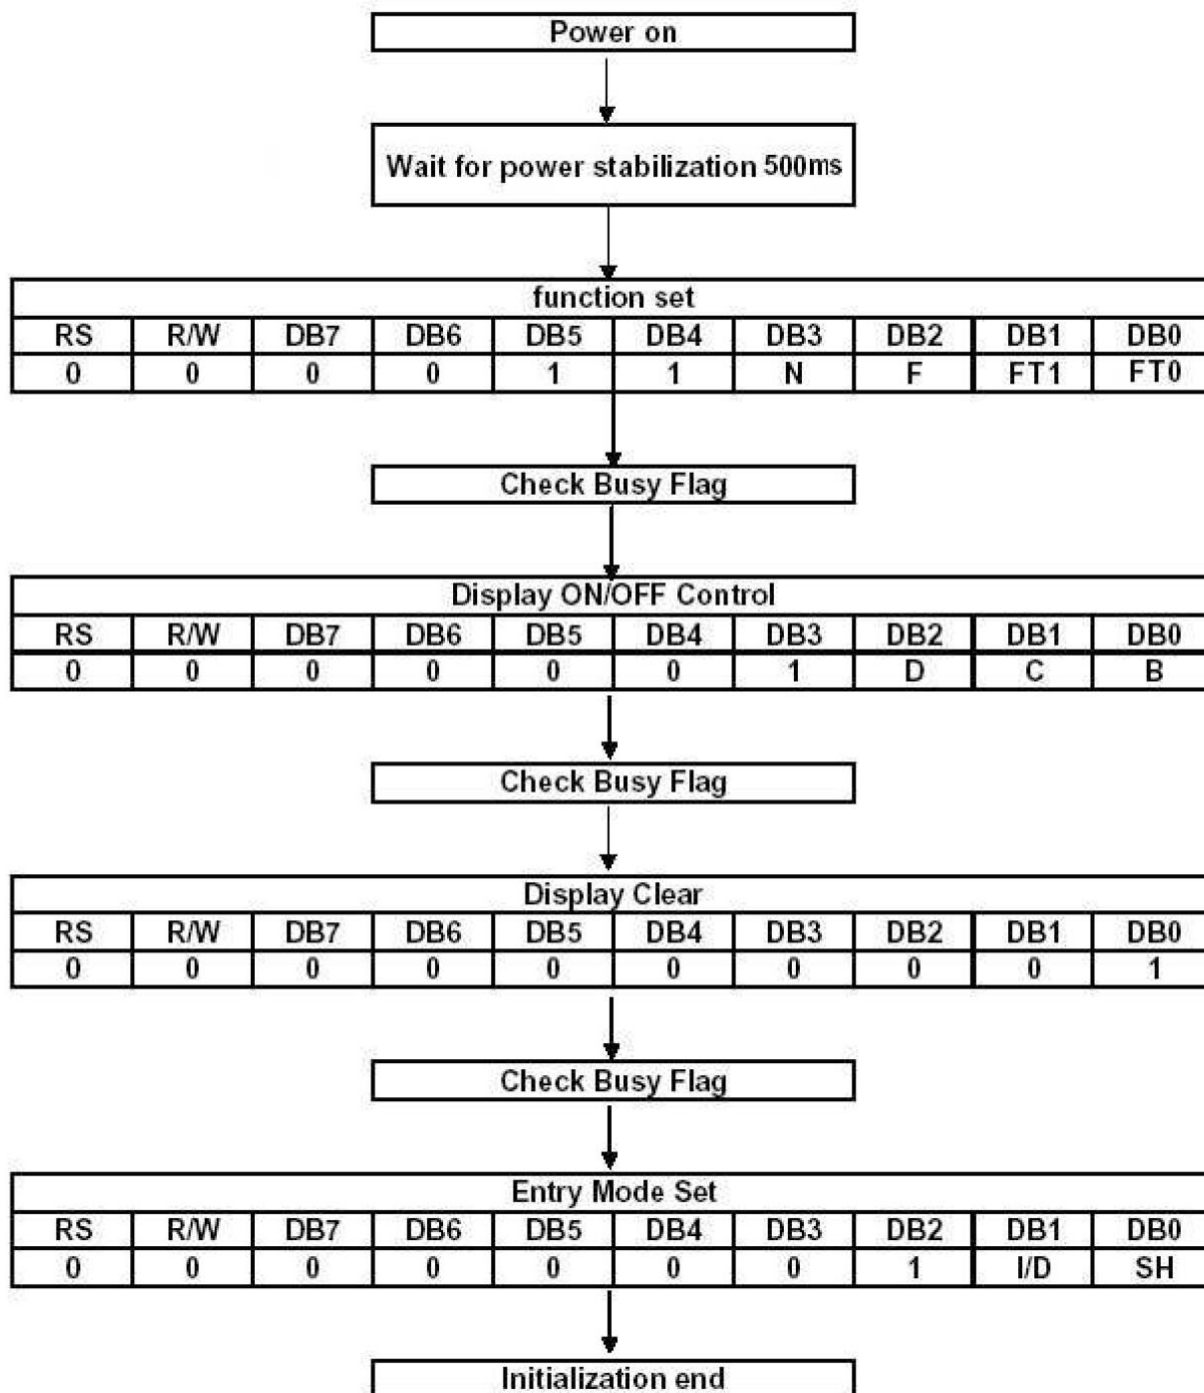 Power on
Wait for power stabilization 500ms
function set
RS R/W DB7 DB6 DB5 DB4 DB3 DB2 DB1 DB0
0 0 0 0 1 1 N F FT1 FT0
Check Busy Flag
Display ON/OFF Control
RS R/W DB7 DB6 DB5 DB4 DB3 DB2 DB1 DB0
0 0 0 0 0 0 1 D C B
Check Busy Flag
Display Clear
RS R/W DB7 DB6 DB5 DB4 DB3 DB2 DB1 DB0
0 0 0 0 0 0 0 0 0 1
Check Busy Flag
Entry Mode Set
RS R/W DB7 DB6 DB5 DB4 DB3 DB2 DB1 DB0
0 0 0 0 0 0 0 1 I/D SH
Initialization end